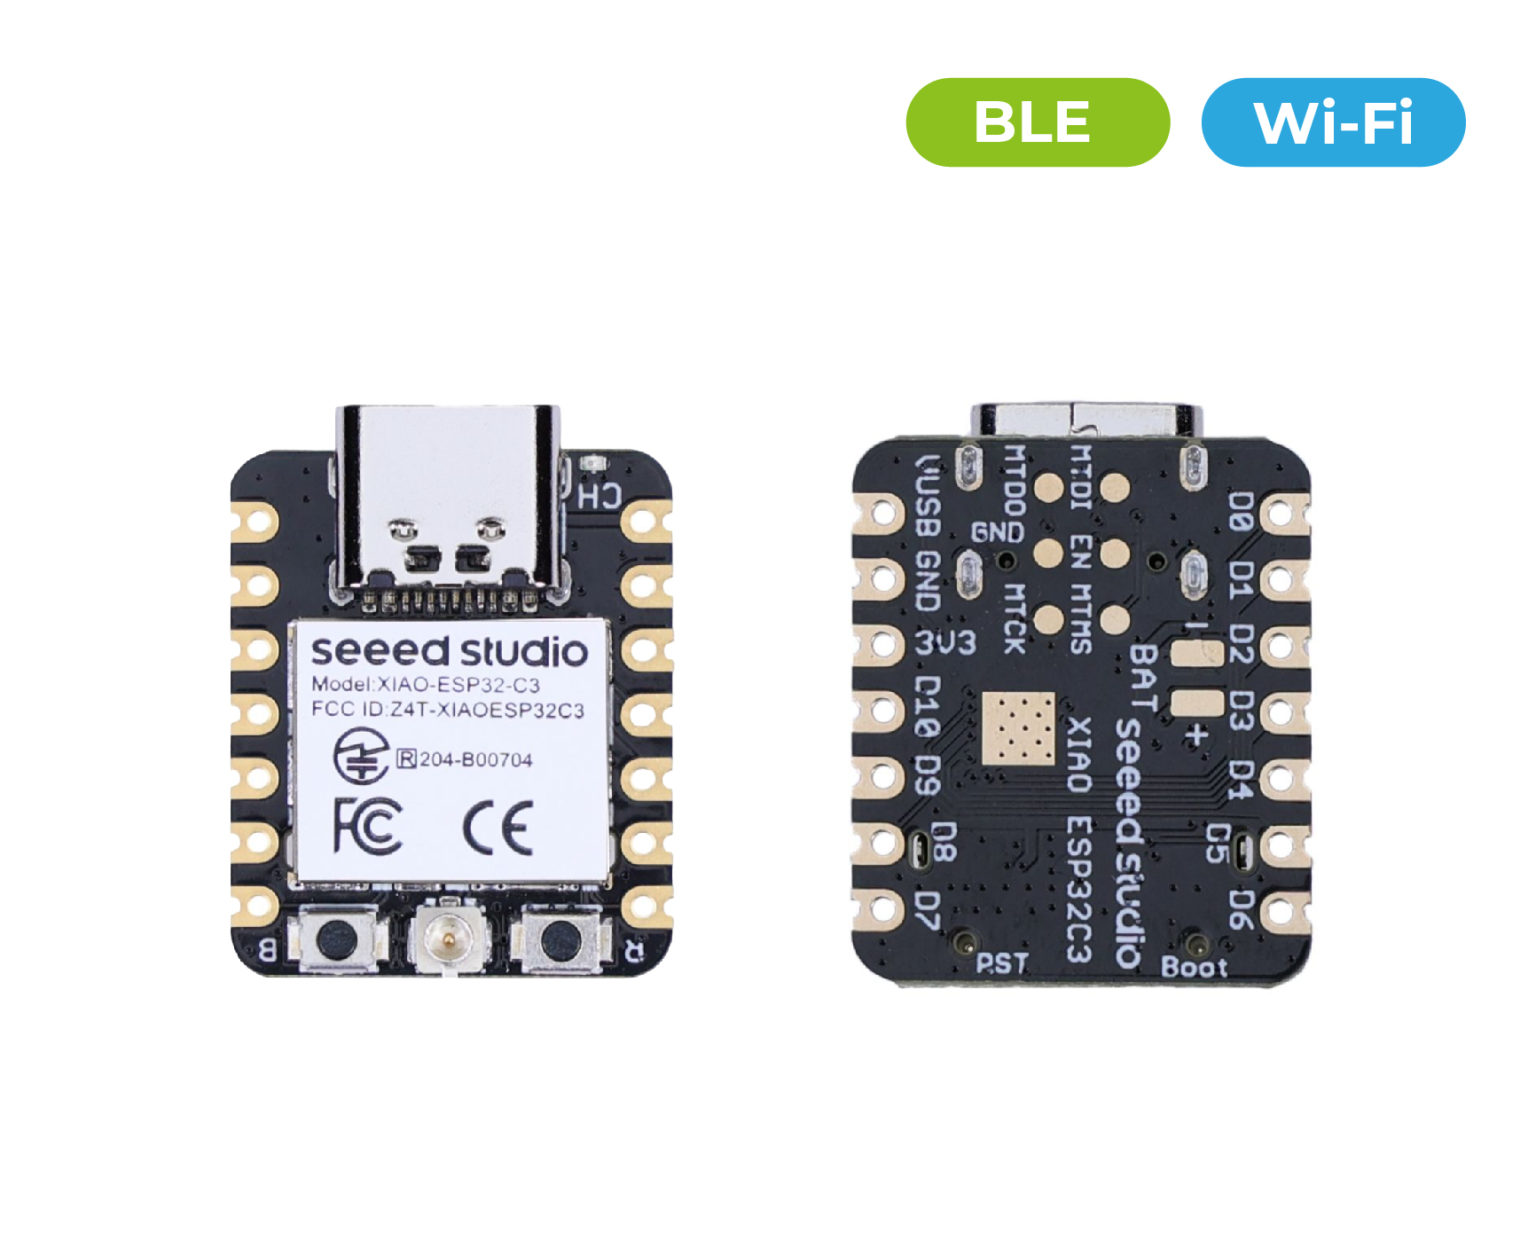 BLE
Wi-Fi
CH
seeed studio
Model:XIAO-ESP32-C3
FCC ID:Z4T-XIAOESP32C3
R 204-B00704
FC
CE
B
R
VUSB
GND
3V3
D10
D9
D8
D7
MTDO
GND
MTCK
MTDI
EN
MTMS
D0
D1
D2
D3
D4
D5
D6
-
BAT
+
XIAO ESP32C3
seeed studio
RST
Boot